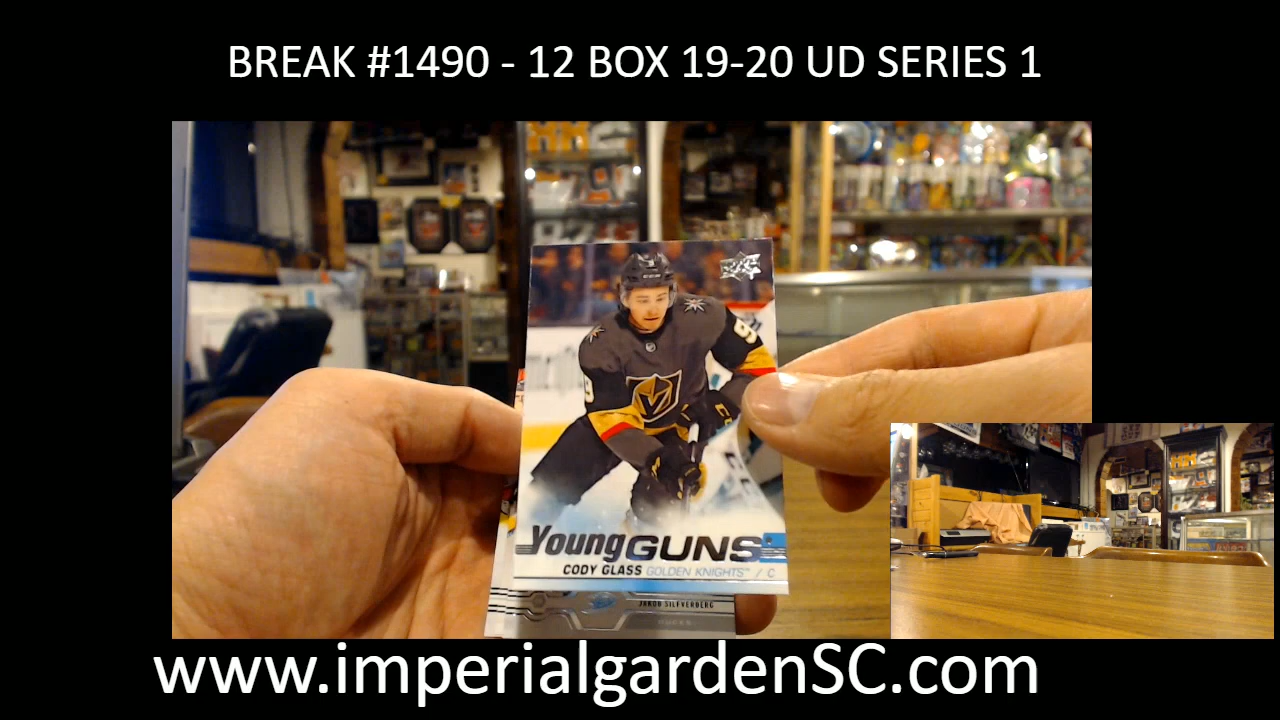 BREAK #1490 - 12 BOX 19-20 UD SERIES 1
Young GUNS
CODY GLASS GOLDEN KNIGHTS / C
JAKOB SILFVERBERG
DUCKS
www.imperialgardenSC.com